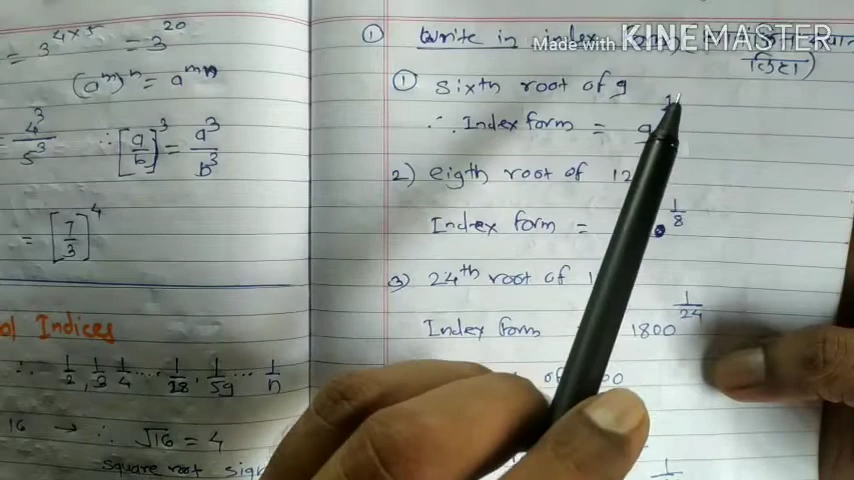 = 3^{4×5} = 3^{20}
(a^m)^n = a^{mn}
= 4^3/5^3 ∵ [a/b]^3 = a^3/b^3
= [7/3]^4
Indices
∴ 1/2, 1/3 1/4 .... 1/28, 1/59 1/n
16 → ∴ √16 = 4
square root sign
① Write in index
Made with KINEMASTER
① Sixth root of 9
∴ Index form = 9
2) eigth root of 12
Index form = 1/8
③ 24th root of 1
Index form 1800^{1/24}
of